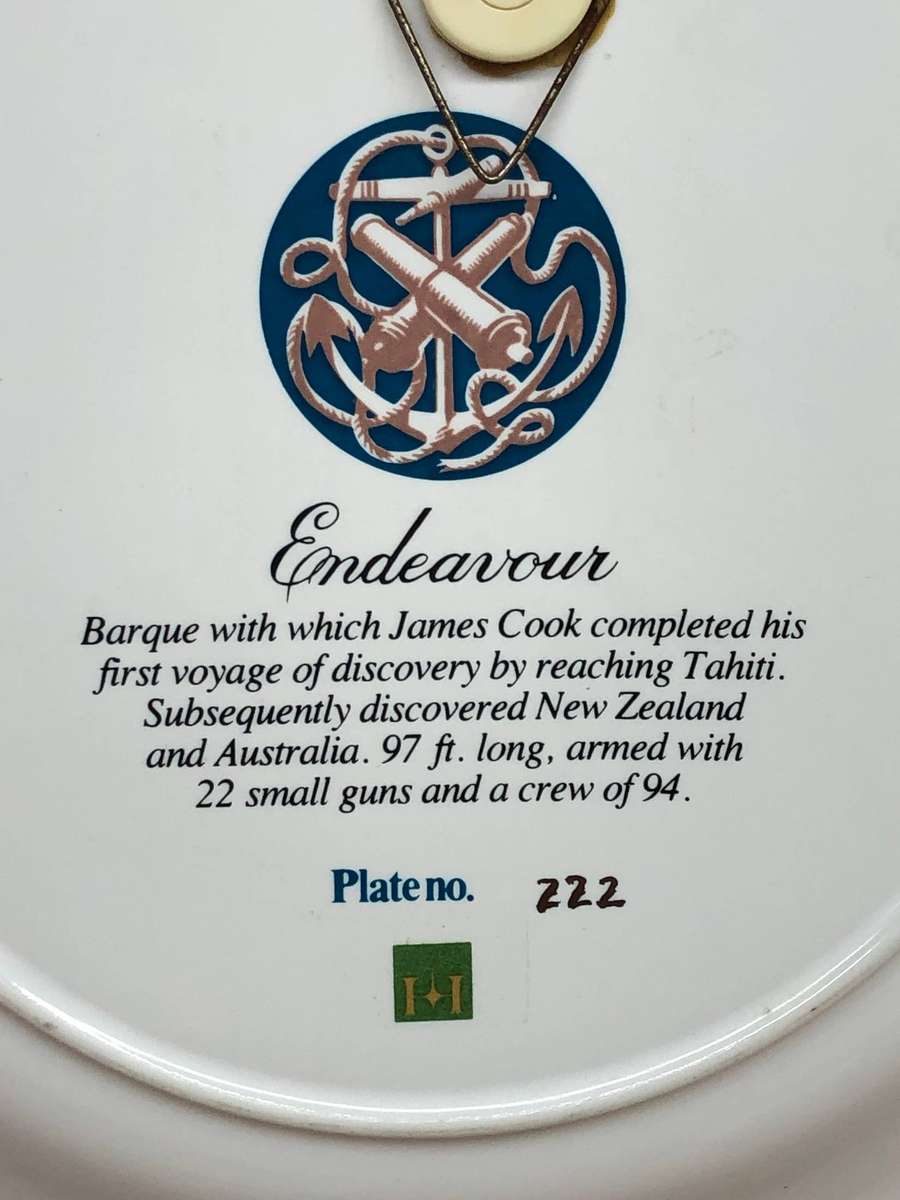 Endeavour
Barque with which James Cook completed his
first voyage of discovery by reaching Tahiti.
Subsequently discovered New Zealand
and Australia. 97 ft. long, armed with
22 small guns and a crew of 94.
Plate no. 222
H